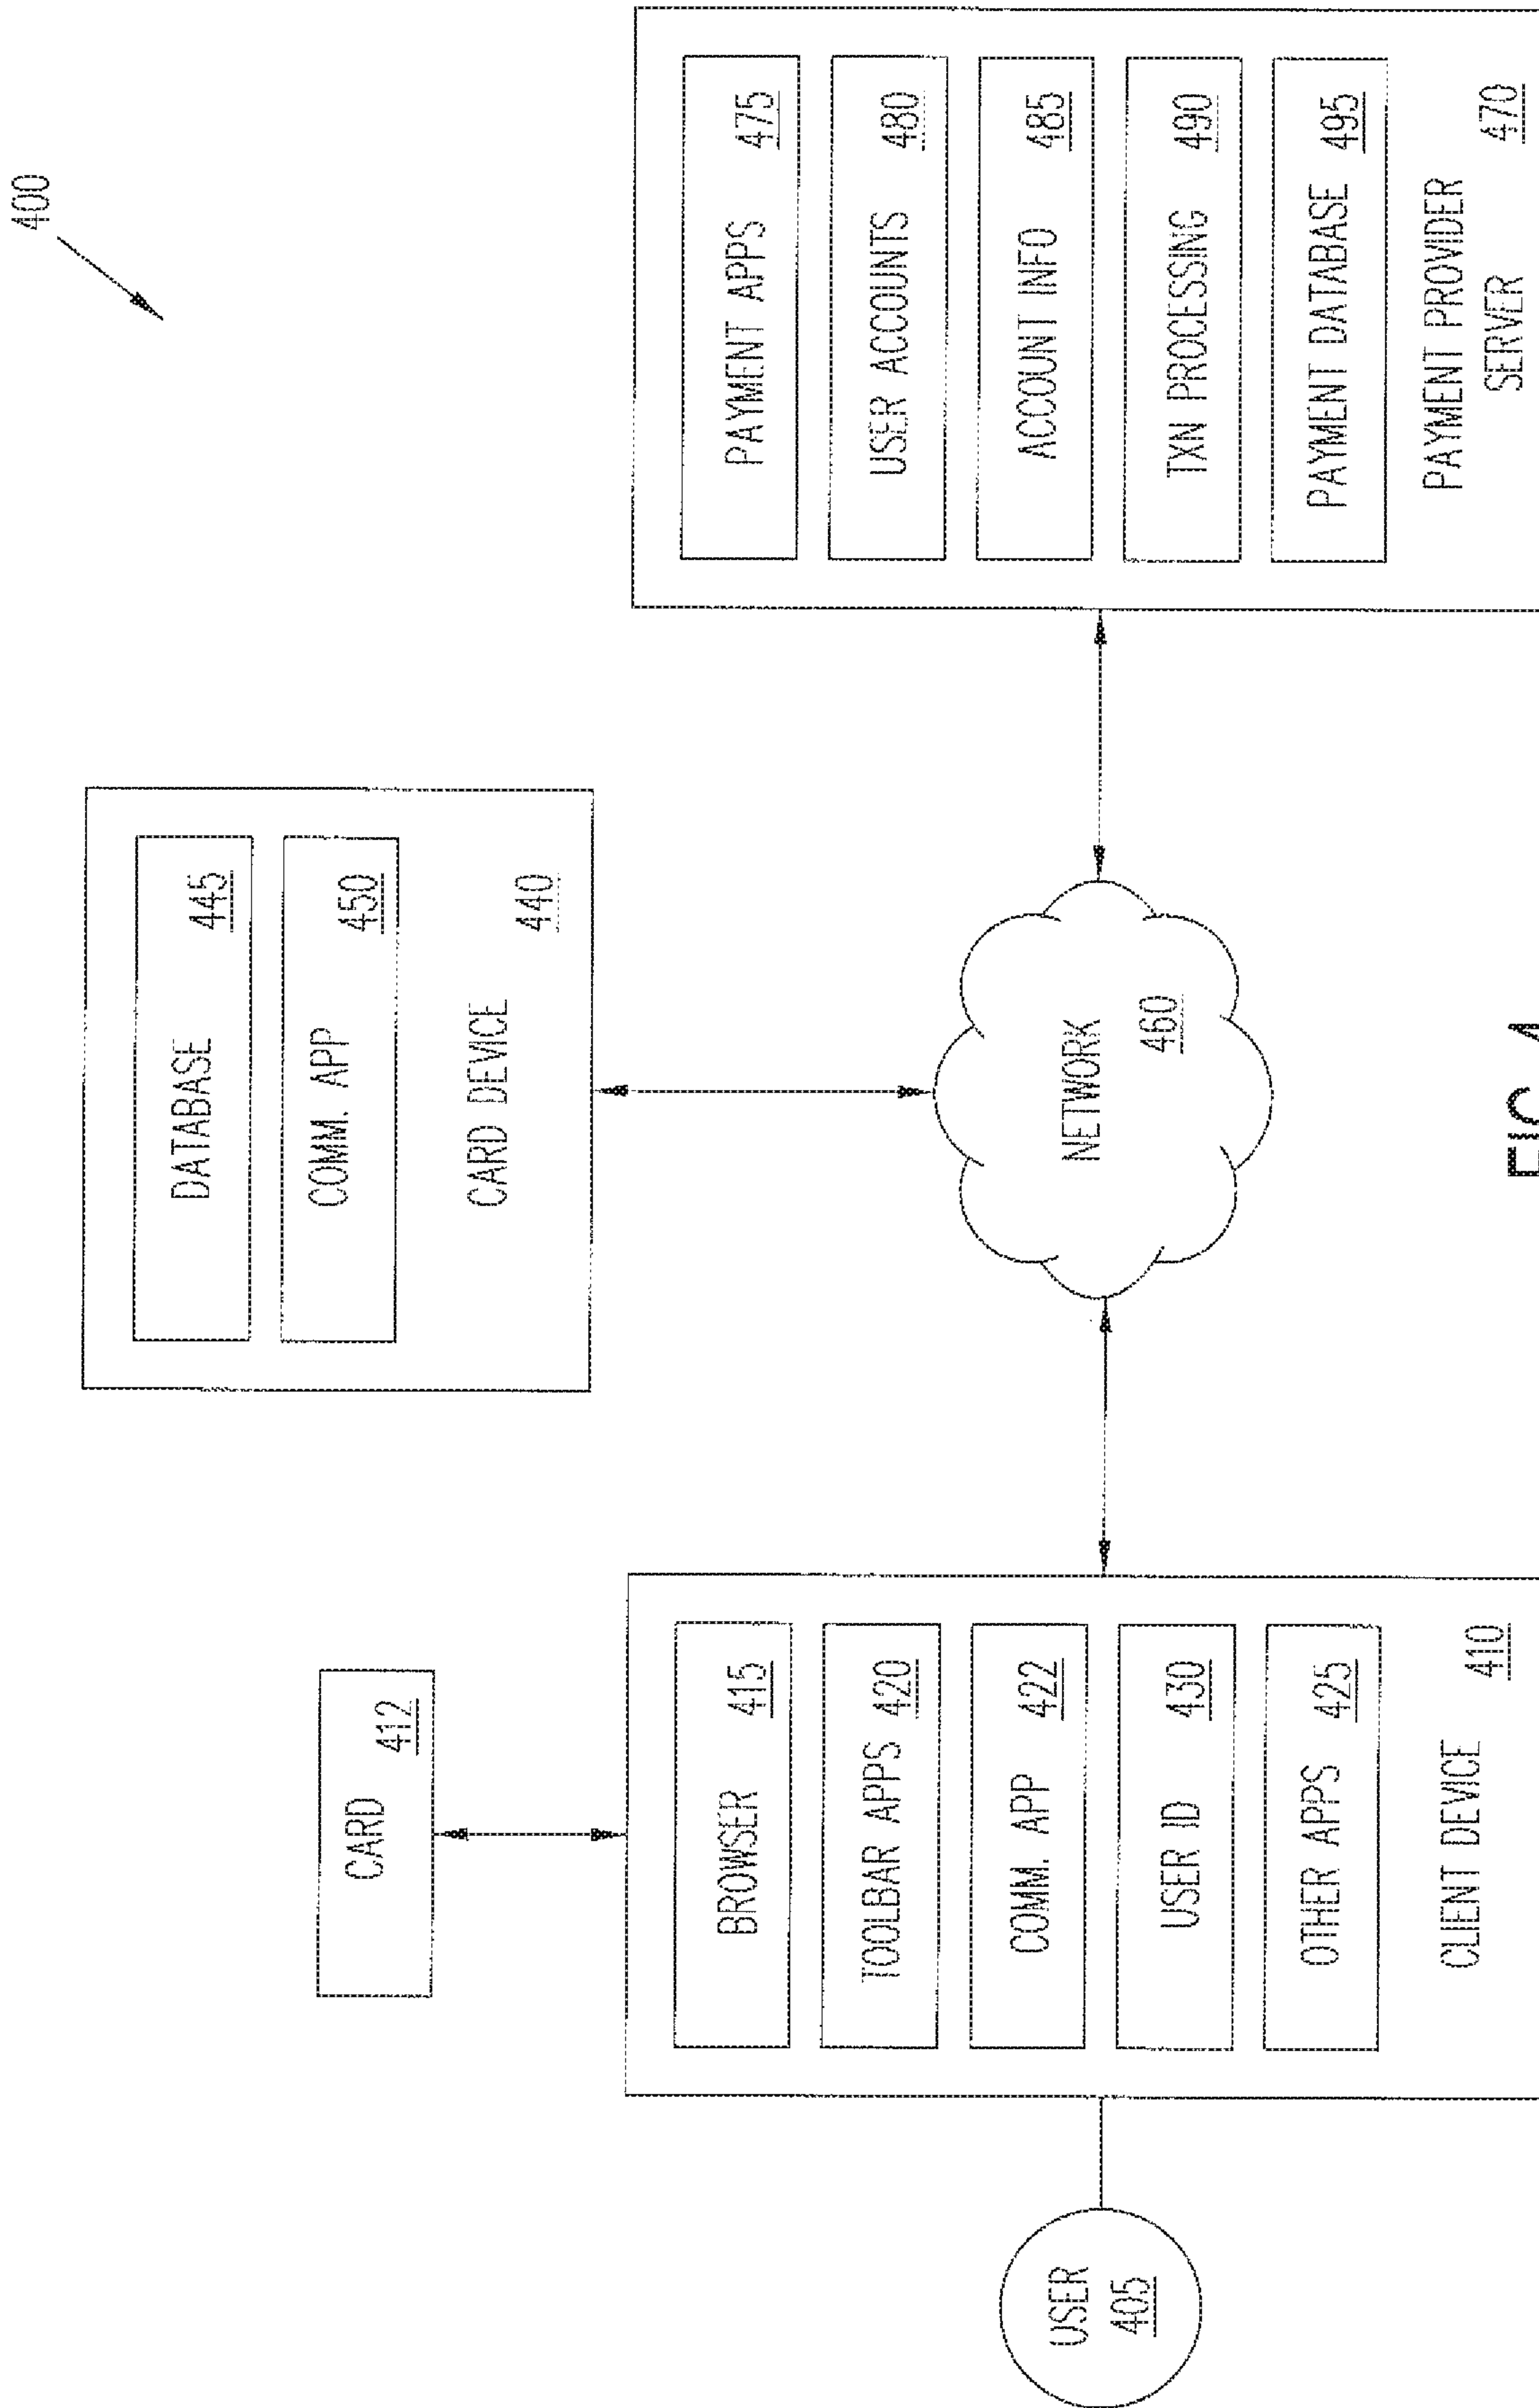 400
CARD
412
DATABASE 445
COMM. APP 450
CARD DEVICE 440
USER
405
BROWSER 415
TOOLBAR APPS 420
COMM. APP 422
USER ID 430
OTHER APPS 425
CLIENT DEVICE 410
NETWORK
460
PAYMENT APPS 475
USER ACCOUNTS 480
ACCOUNT INFO 485
TXN PROCESSING 490
PAYMENT DATABASE 495
PAYMENT PROVIDER 470
SERVER
FIG. 4